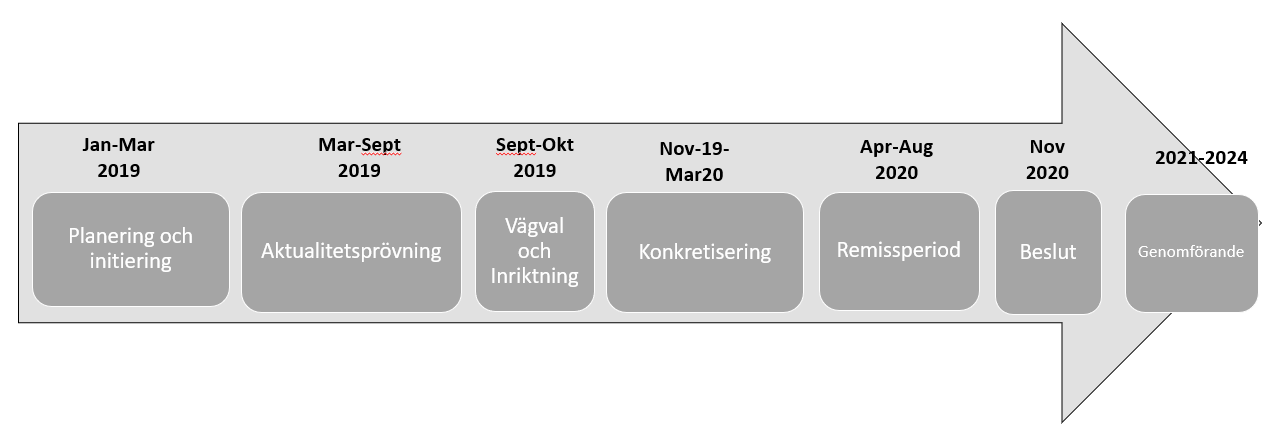 Jan-Mar
2019
Planering och
initiering
Mar-Sept
2019
Aktualitetsprövning
Sept-Okt
2019
Vägval
och
Inriktning
Nov-19-
Mar20
Konkretisering
Apr-Aug
2020
Remissperiod
Nov
2020
Beslut
2021-2024
Genomförande